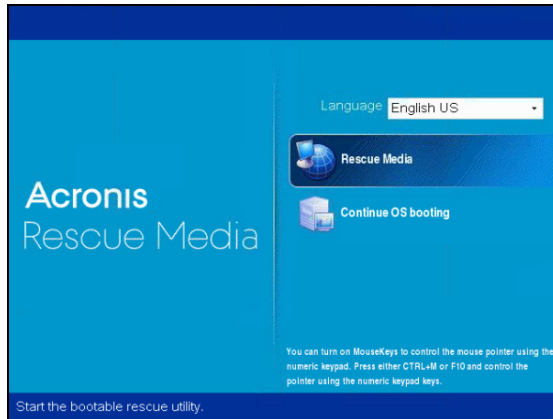 Language English US
Rescue Media
Continue OS booting
Acronis
Rescue Media
You can turn on MouseKeys to control the mouse pointer using the
numeric keypad. Press either CTRL+M or F10 and control the
pointer using the numeric keypad keys.
Start the bootable rescue utility.